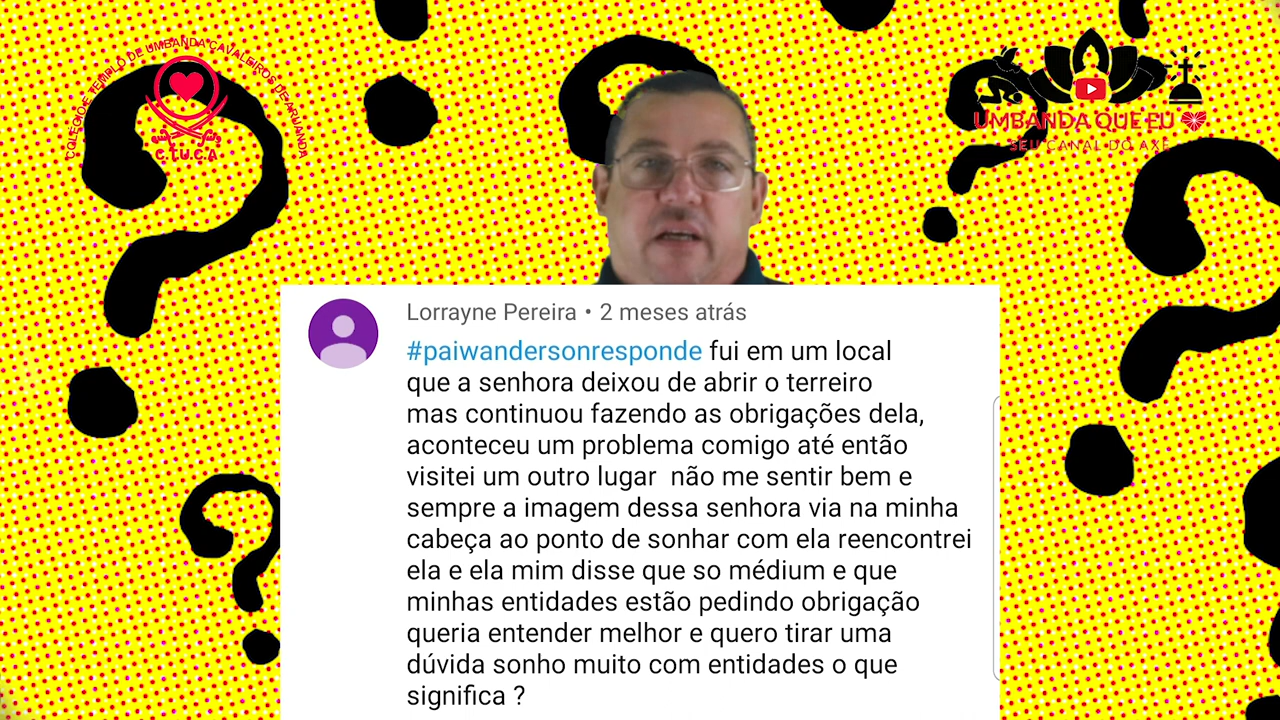 COLÉGIO E TEMPLO DE UMBANDA CAVALEIROS DE ARUANDA
C.T.U.C.A
UMBANDA QUE EU
SEU CANAL DO AXÉ
Lorrayne Pereira • 2 meses atrás
#paiwandersonresponde fui em um local
que a senhora deixou de abrir o terreiro
mas continuou fazendo as obrigações dela,
aconteceu um problema comigo até então
visitei um outro lugar não me sentir bem e
sempre a imagem dessa senhora via na minha
cabeça ao ponto de sonhar com ela reencontrei
ela e ela mim disse que so médium e que
minhas entidades estão pedindo obrigação
queria entender melhor e quero tirar uma
dúvida sonho muito com entidades o que
significa ?